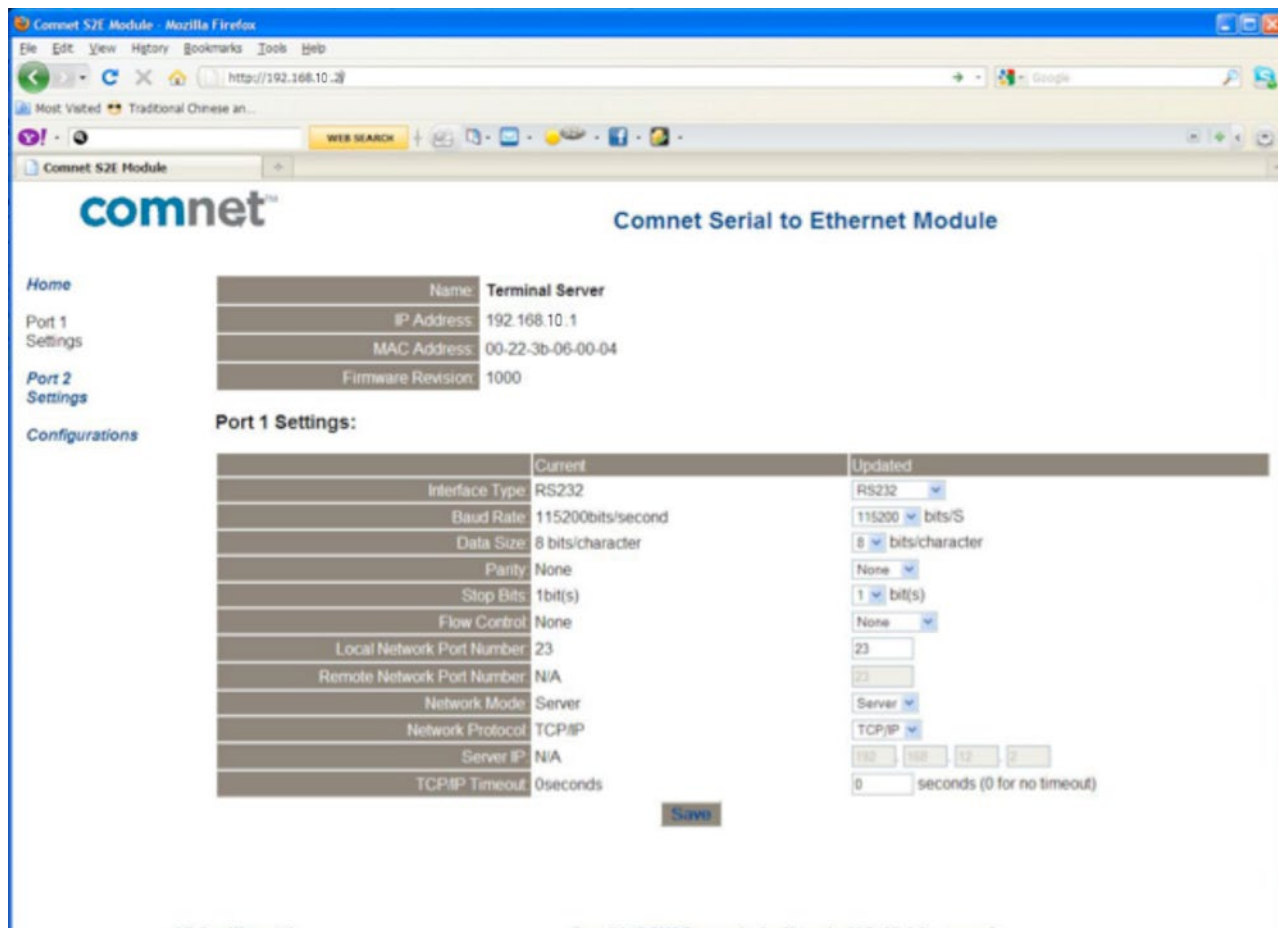 Comnet S2E Module - Mozilla Firefox
File Edit View History Bookmarks Tools Help
http://192.168.10.
Google
Most Visited Traditional Chinese an...
Y! WEB SEARCH
Comnet S2E Module
comnet™
Comnet Serial to Ethernet Module
Home
Port 1
Settings
Port 2
Settings
Configurations
Name: Terminal Server
IP Address: 192.168.10.1
MAC Address: 00-22-3b-06-00-04
Firmware Revision: 1000
Port 1 Settings:
Current Updated
Interface Type: RS232 RS232
Baud Rate: 115200bits/second 115200 bits/S
Data Size: 8 bits/character 8 bits/character
Parity: None None
Stop Bits: 1bit(s) 1 bit(s)
Flow Control: None None
Local Network Port Number: 23 23
Remote Network Port Number: N/A 23
Network Mode: Server Server
Network Protocol: TCP/IP TCP/IP
Server IP: N/A 192 . 168 . 12 . 2
TCP/IP Timeout: 0seconds 0 seconds (0 for no timeout)
Save